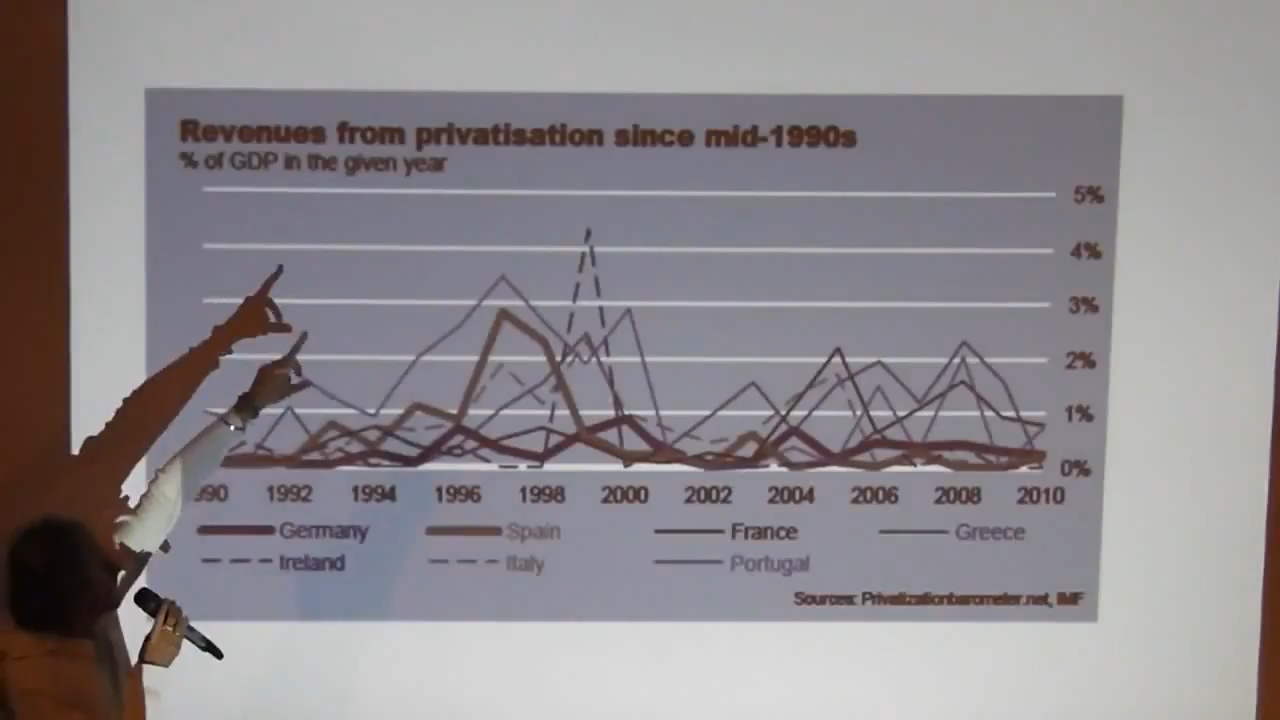 Revenues from privatisation since mid-1990s
% of GDP in the given year
5%
4%
3%
2%
1%
0%
990 1992 1994 1996 1998 2000 2002 2004 2006 2008 2010
Germany Spain France Greece
Ireland Italy Portugal
Sources: Privatizationbarometer.net, IMF